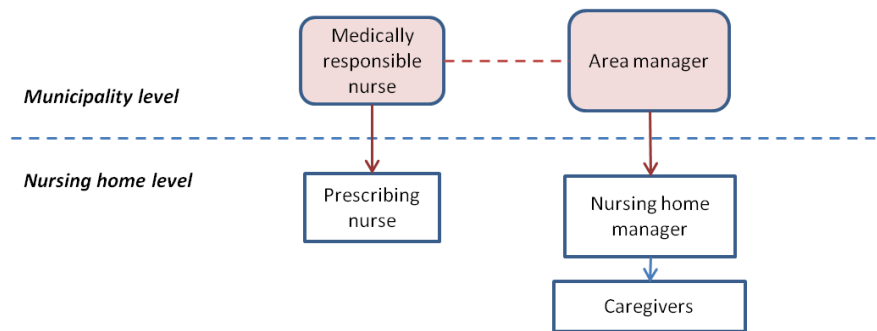 Medically
responsible
nurse
Area manager
Municipality level
Nursing home level
Prescribing
nurse
Nursing home
manager
Caregivers